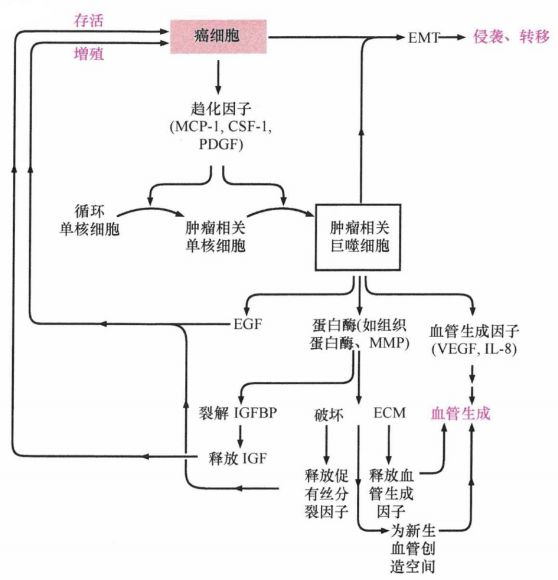 存活
增殖
癌细胞
EMT
侵袭、转移
趋化因子
(MCP-1, CSF-1,
PDGF)
循环
单核细胞
肿瘤相关
单核细胞
肿瘤相关
巨噬细胞
EGF
蛋白酶(如组织
蛋白酶、MMP)
血管生成因子
(VEGF, IL-8)
裂解 IGFBP
破坏
ECM
血管生成
释放 IGF
释放促
有丝分
裂因子
释放血
管生成
因子
为新生
血管创
造空间